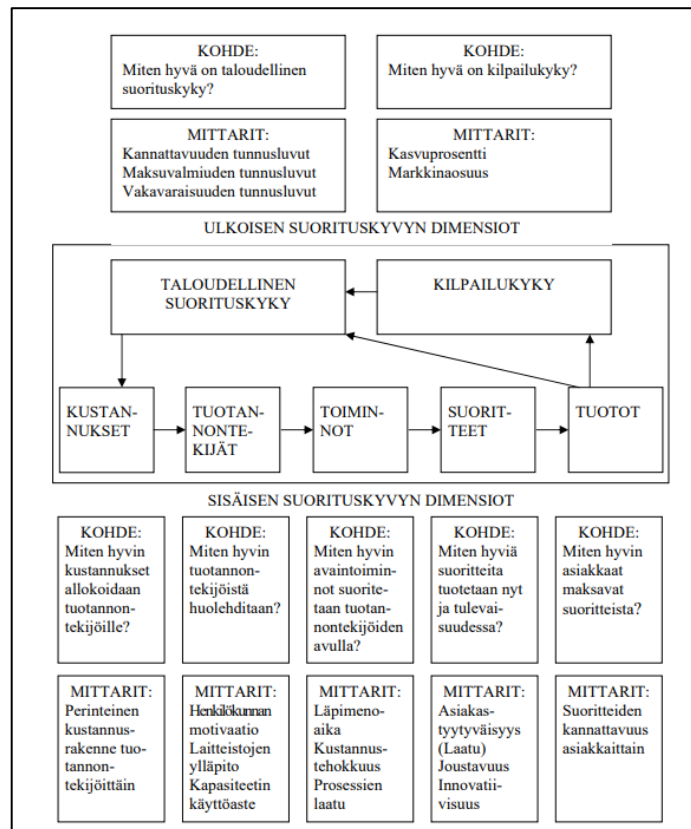 KOHDE:
Miten hyvä on taloudellinen
suorituskyky?
KOHDE:
Miten hyvä on kilpailukyky?
MITTARIT:
Kannattavuuden tunnusluvut
Maksuvalmiuden tunnusluvut
Vakavaraisuuden tunnusluvut
MITTARIT:
Kasvuprosentti
Markkinaosuus
ULKOISEN SUORITUSKYVYN DIMENSIOT
TALOUDELLINEN
SUORITUSKYKY
KILPAILUKYKY
KUSTAN-
NUKSET
TUOTAN-
NONTE-
KIJÄT
TOIMIN-
NOT
SUORIT-
TEET
TUOTOT
SISÄISEN SUORITUSKYVYN DIMENSIOT
KOHDE:
Miten hyvin
kustannukset
allokoidaan
tuotannon-
tekijöille?
KOHDE:
Miten hyvin
tuotannon-
tekijöistä
huolehditaan?
KOHDE:
Miten hyvin
avaintoimin-
not suorite-
taan tuotan-
nontekijöiden
avulla?
KOHDE:
Miten hyviä
suoritteita
tuotetaan nyt
ja tulevai-
suudessa?
KOHDE:
Miten hyvin
asiakkaat
maksavat
suoritteista?
MITTARIT:
Perinteinen
kustannus-
rakenne tuo-
tannon-
tekijöittäin
MITTARIT:
Henkilökunnan
motivaatio
Laitteistojen
ylläpito
Kapasiteetin
käyttöaste
MITTARIT:
Läpimeno-
aika
Kustannus-
tehokkuus
Prosessien
laatu
MITTARIT:
Asiakas-
tyytyväisyys
(Laatu)
Joustavuus
Innovatii-
visuus
MITTARIT:
Suoritteiden
kannattavuus
asiakkaittain